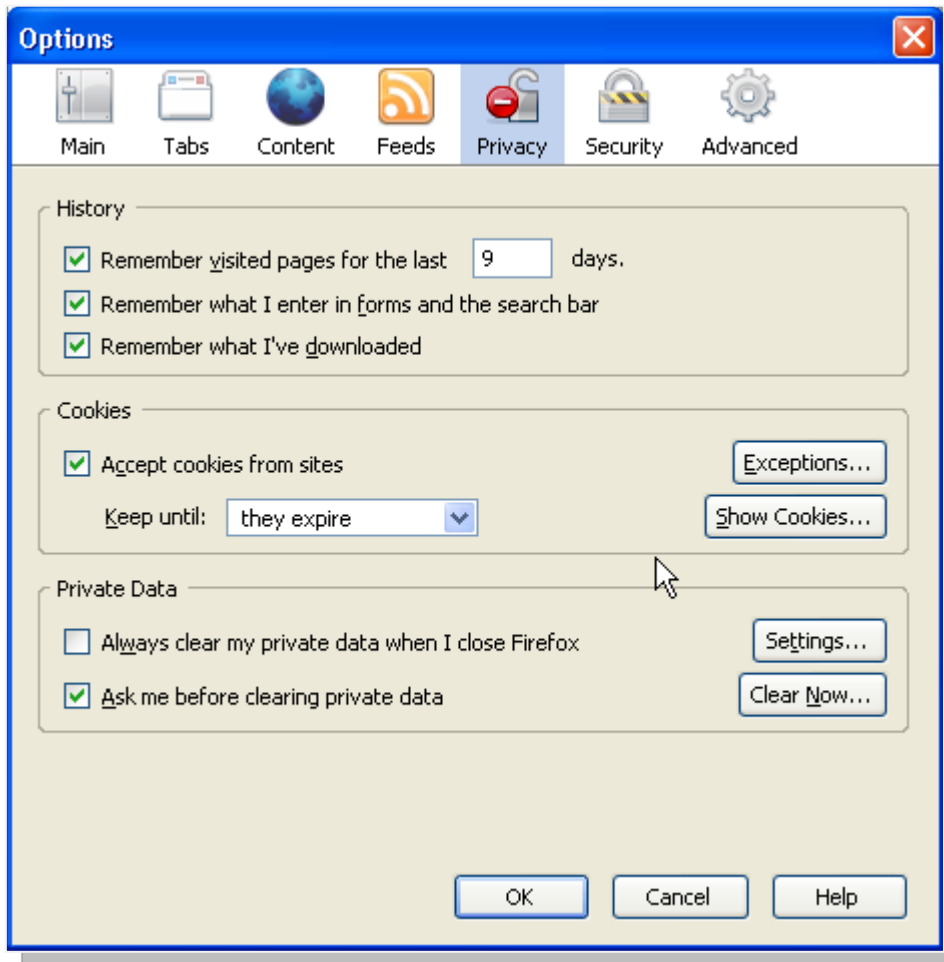 Options
Main Tabs Content Feeds Privacy Security Advanced
History
Remember visited pages for the last 9 days.
Remember what I enter in forms and the search bar
Remember what I've downloaded
Cookies
Accept cookies from sites Exceptions...
Keep until: they expire Show Cookies...
Private Data
Always clear my private data when I close Firefox Settings...
Ask me before clearing private data Clear Now...
OK Cancel Help